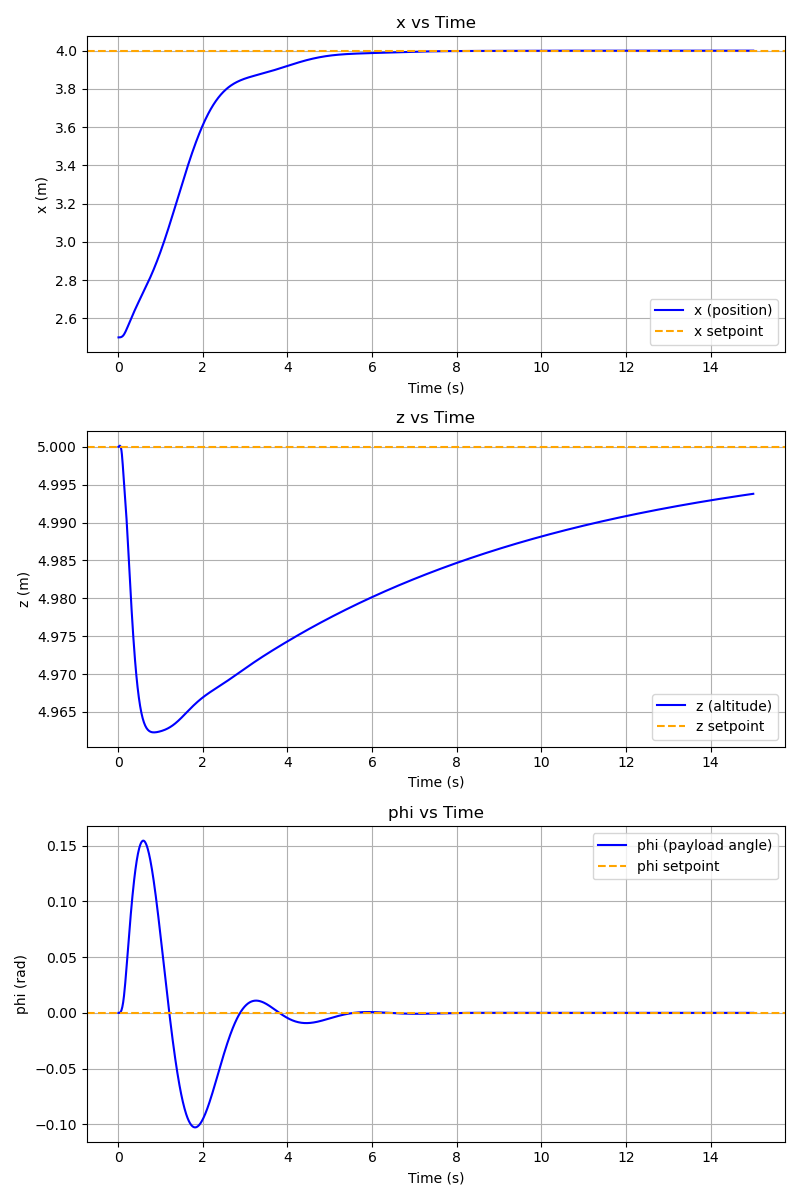 x vs Time
4.0
3.8
3.6
3.4
3.2
3.0
2.8
2.6
x (m)
x (position)
x setpoint
0 2 4 6 8 10 12 14
Time (s)
z vs Time
5.000
4.995
4.990
4.985
4.980
4.975
4.970
4.965
z (m)
z (altitude)
z setpoint
0 2 4 6 8 10 12 14
Time (s)
phi vs Time
0.15
0.10
0.05
0.00
−0.05
−0.10
phi (rad)
phi (payload angle)
phi setpoint
0 2 4 6 8 10 12 14
Time (s)